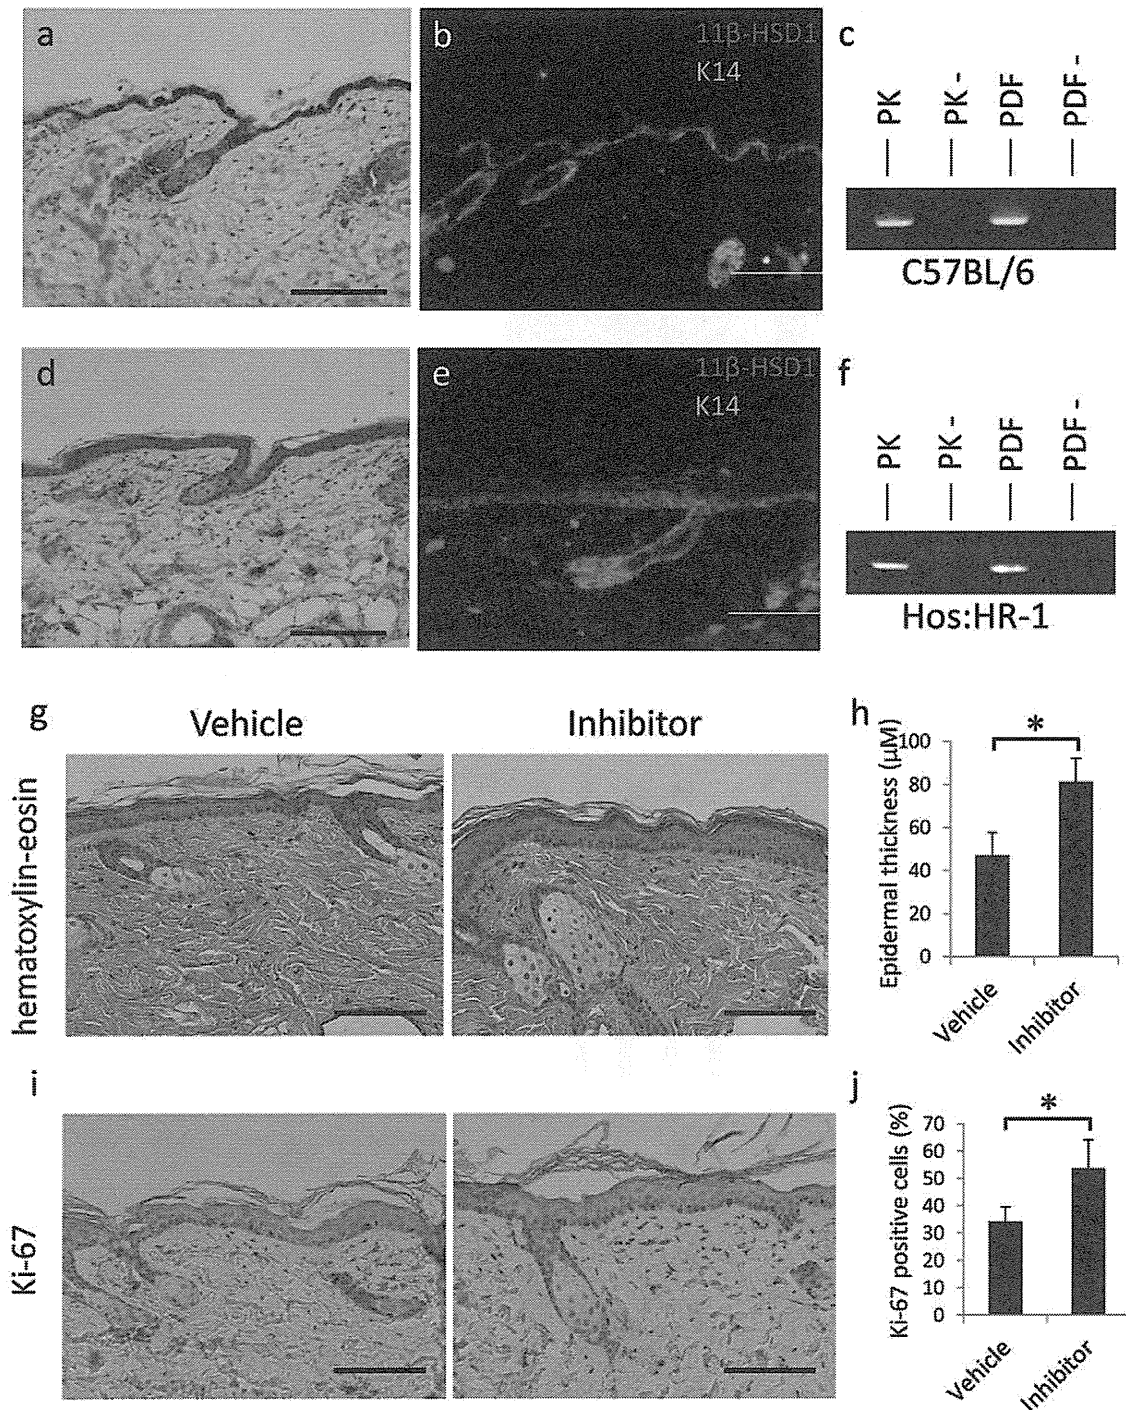 a
b
11β-HSD1
K14
c
PK
PK -
PDF
PDF -
C57BL/6
d
e
11β-HSD1
K14
f
PK
PK -
PDF
PDF -
Hos:HR-1
g
Vehicle
Inhibitor
hematoxylin-eosin
h
*
Epidermal thickness (μM)
100
80
60
40
20
0
Vehicle
Inhibitor
i
Ki-67
j
*
Ki-67 positive cells (%)
70
60
50
40
30
20
10
0
Vehicle
Inhibitor